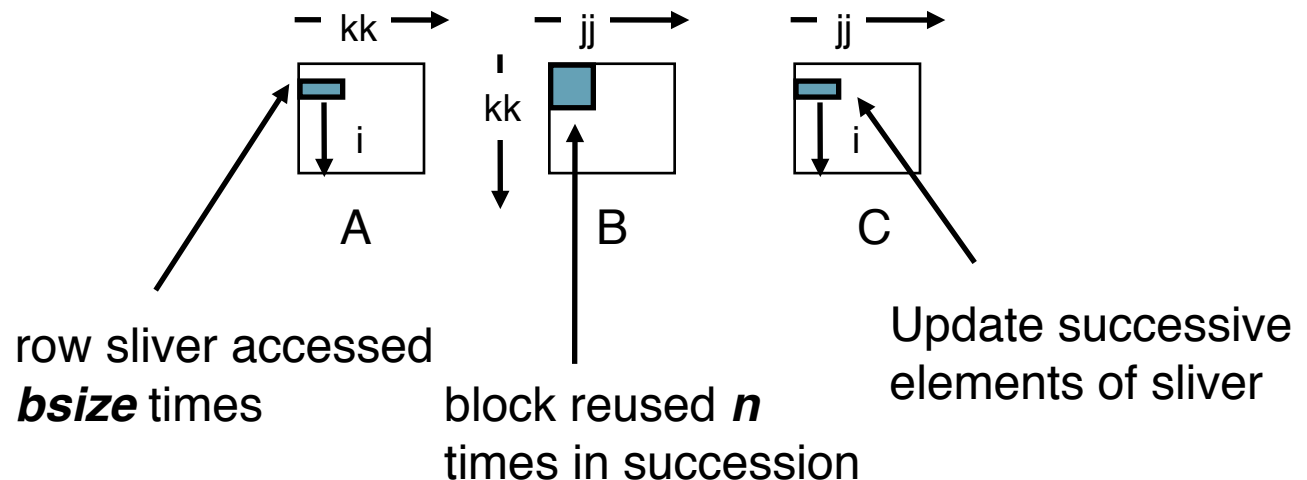 kk
jj
jj
kk
i
i
A
B
C
row sliver accessed
bsize times
block reused n
times in succession
Update successive
elements of sliver